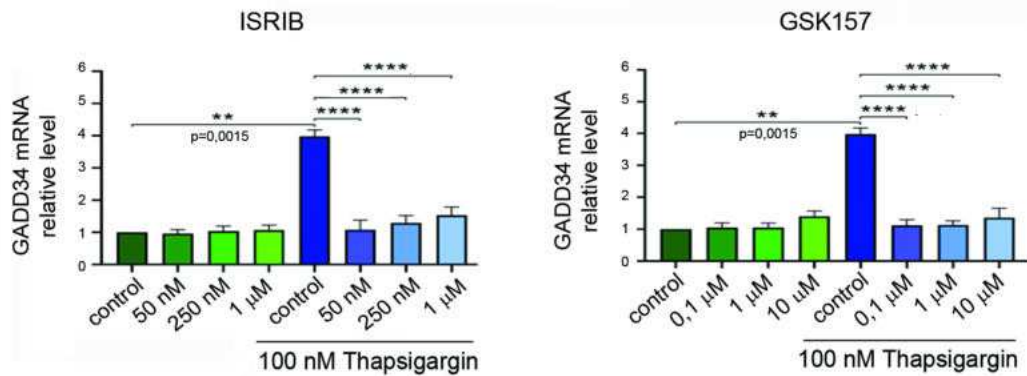 ISRIB
GADD34 mRNA
relative level
6
5
4
3
2
1
0
****
****
** ****
p=0,0015
control
50 nM
250 nM
1 µM
control
50 nM
250 nM
1 µM
100 nM Thapsigargin
GSK157
GADD34 mRNA
relative level
6
5
4
3
2
1
0
****
****
** ****
p=0,0015
control
0,1 µM
1 µM
10 uM
control
0,1 µM
1 µM
10 µM
100 nM Thapsigargin